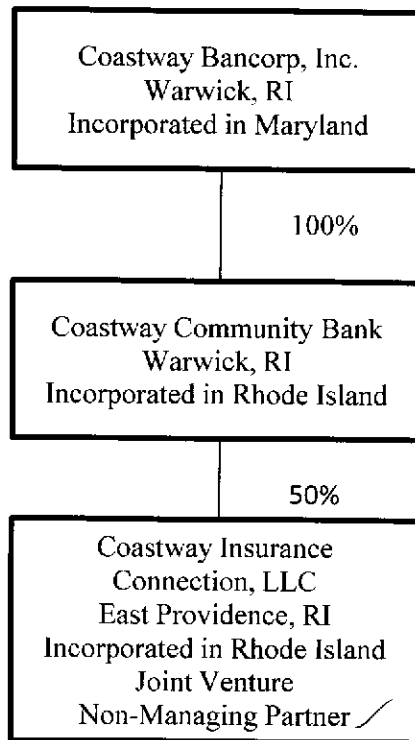 Coastway Bancorp, Inc.
Warwick, RI
Incorporated in Maryland
100%
Coastway Community Bank
Warwick, RI
Incorporated in Rhode Island
50%
Coastway Insurance
Connection, LLC
East Providence, RI
Incorporated in Rhode Island
Joint Venture
Non-Managing Partner